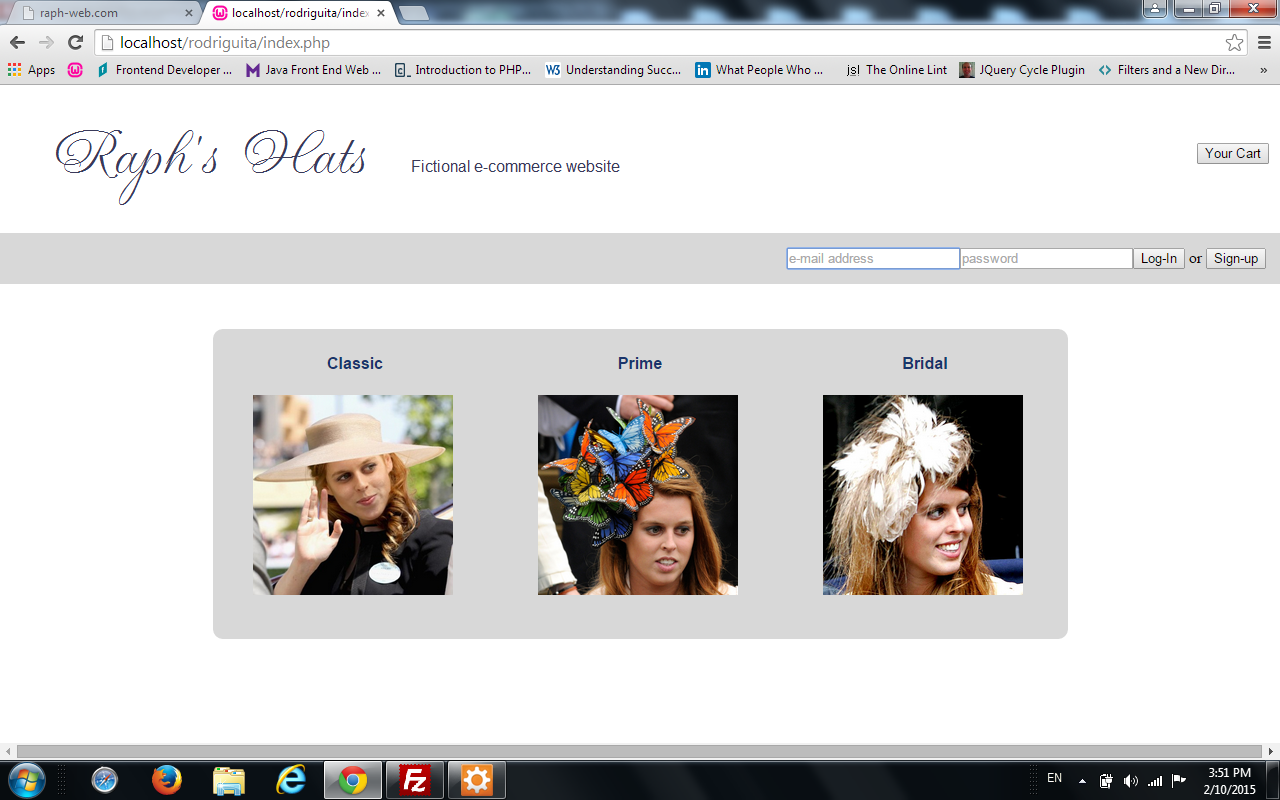 raph-web.com
localhost/rodriguita/index
localhost/rodriguita/index.php
Apps
Frontend Developer ...
Java Front End Web ...
Introduction to PHP...
Understanding Succ...
What People Who ...
The Online Lint
JQuery Cycle Plugin
Filters and a New Dir...
»
Raph's Hats
Fictional e-commerce website
Your Cart
e-mail address password Log-In or Sign-up
Classic Prime Bridal
EN
3:51 PM
2/10/2015